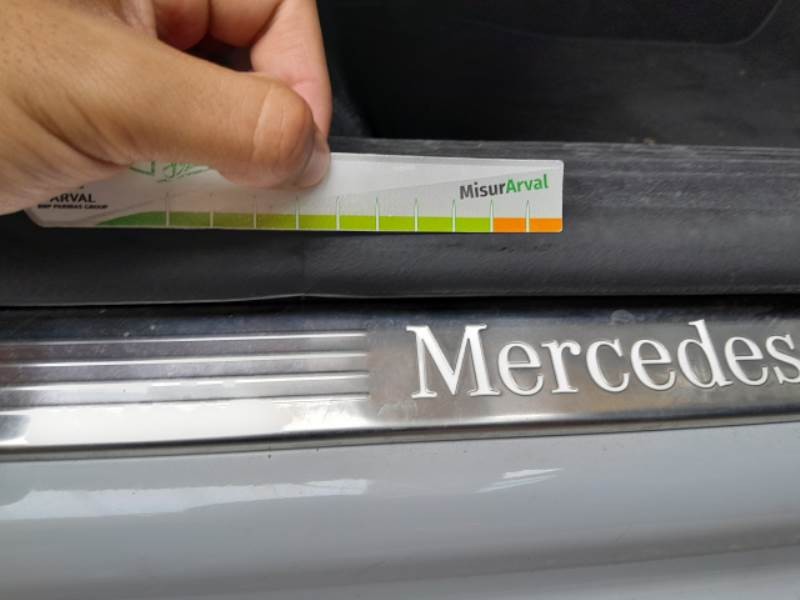 MisurArval
ARVAL
BNP PARIBAS GROUP
Mercedes